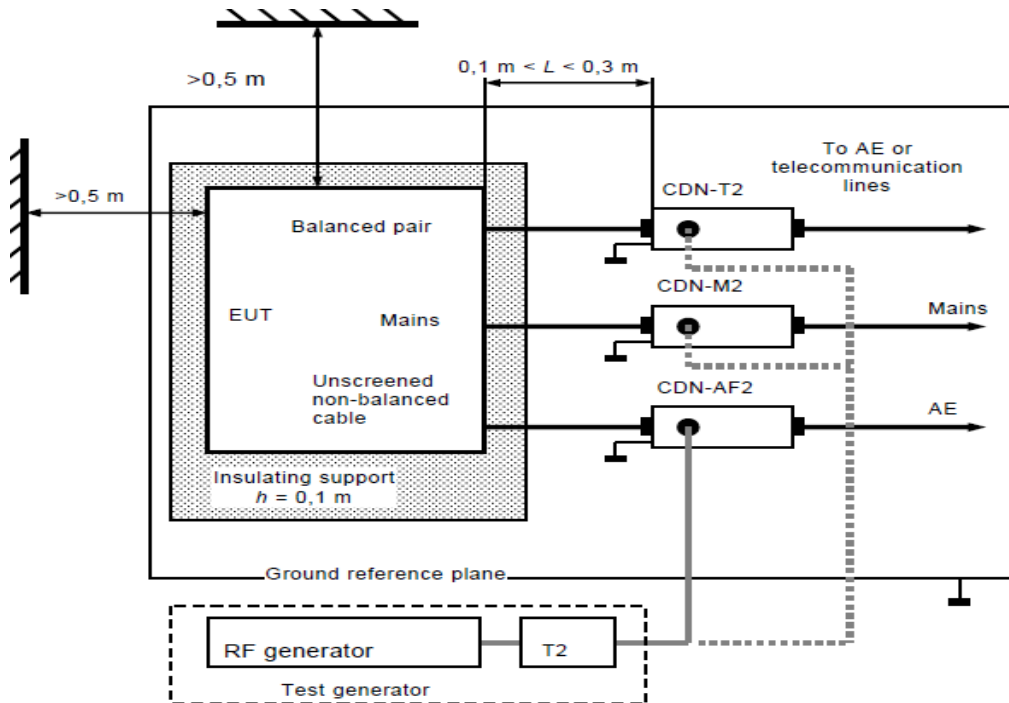 0,1 m < L < 0,3 m
>0,5 m
>0,5 m
To AE or
telecommunication
lines
CDN-T2
Balanced pair
CDN-M2
EUT
Mains
Mains
Unscreened
non-balanced
cable
CDN-AF2
AE
Insulating support
h = 0,1 m
Ground reference plane
RF generator
T2
Test generator